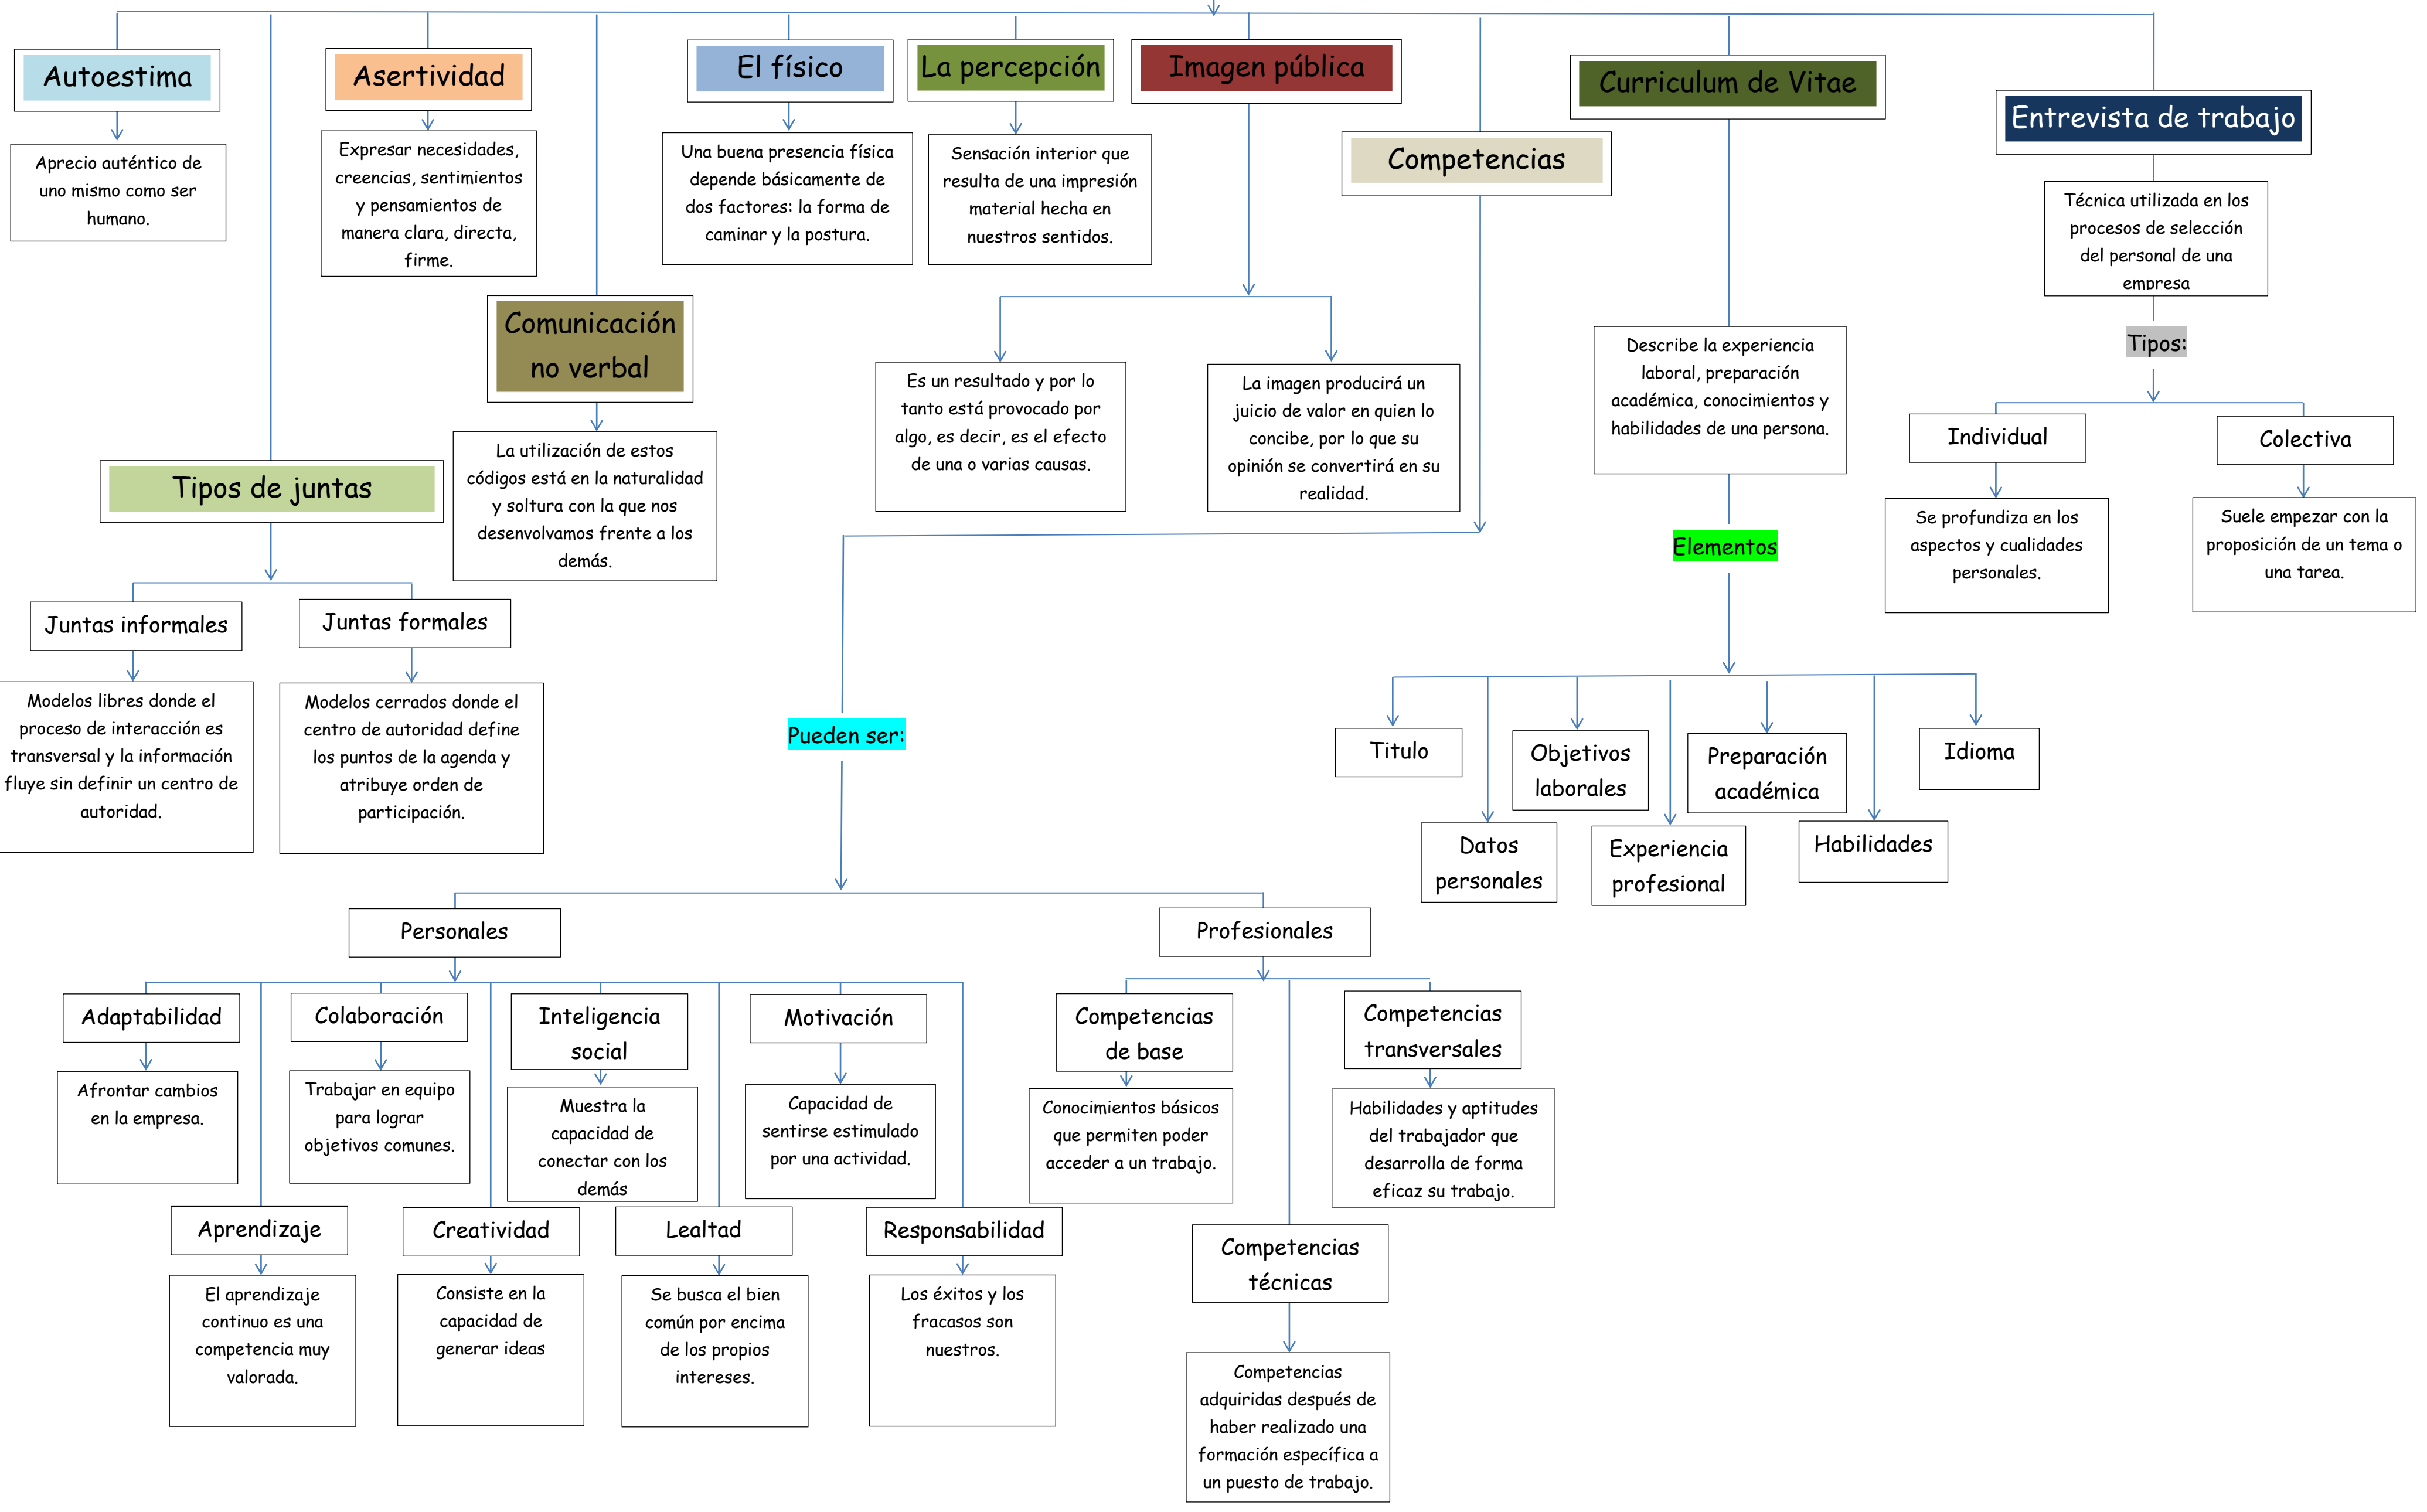 Autoestima
Aprecio auténtico de
uno mismo como ser
humano.
Asertividad
Expresar necesidades,
creencias, sentimientos
y pensamientos de
manera clara, directa,
firme.
El físico
Una buena presencia física
depende básicamente de
dos factores: la forma de
caminar y la postura.
La percepción
Sensación interior que
resulta de una impresión
material hecha en
nuestros sentidos.
Imagen pública
Es un resultado y por lo
tanto está provocado por
algo, es decir, es el efecto
de una o varias causas.
La imagen producirá un
juicio de valor en quien lo
concibe, por lo que su
opinión se convertirá en su
realidad.
Curriculum de Vitae
Describe la experiencia
laboral, preparación
académica, conocimientos y
habilidades de una persona.
Elementos
Titulo
Datos
personales
Objetivos
laborales
Experiencia
profesional
Preparación
académica
Habilidades
Idioma
Entrevista de trabajo
Técnica utilizada en los
procesos de selección
del personal de una
empresa
Tipos:
Individual
Se profundiza en los
aspectos y cualidades
personales.
Colectiva
Suele empezar con la
proposición de un tema o
una tarea.
Comunicación
no verbal
La utilización de estos
códigos está en la naturalidad
y soltura con la que nos
desenvolvamos frente a los
demás.
Tipos de juntas
Juntas informales
Modelos libres donde el
proceso de interacción es
transversal y la información
fluye sin definir un centro de
autoridad.
Juntas formales
Modelos cerrados donde el
centro de autoridad define
los puntos de la agenda y
atribuye orden de
participación.
Competencias
Pueden ser:
Personales
Adaptabilidad
Afrontar cambios
en la empresa.
Aprendizaje
El aprendizaje
continuo es una
competencia muy
valorada.
Colaboración
Trabajar en equipo
para lograr
objetivos comunes.
Creatividad
Consiste en la
capacidad de
generar ideas
Inteligencia
social
Muestra la
capacidad de
conectar con los
demás
Lealtad
Se busca el bien
común por encima
de los propios
intereses.
Motivación
Capacidad de
sentirse estimulado
por una actividad.
Responsabilidad
Los éxitos y los
fracasos son
nuestros.
Profesionales
Competencias
de base
Conocimientos básicos
que permiten poder
acceder a un trabajo.
Competencias
técnicas
Competencias
adquiridas después de
haber realizado una
formación específica a
un puesto de trabajo.
Competencias
transversales
Habilidades y aptitudes
del trabajador que
desarrolla de forma
eficaz su trabajo.